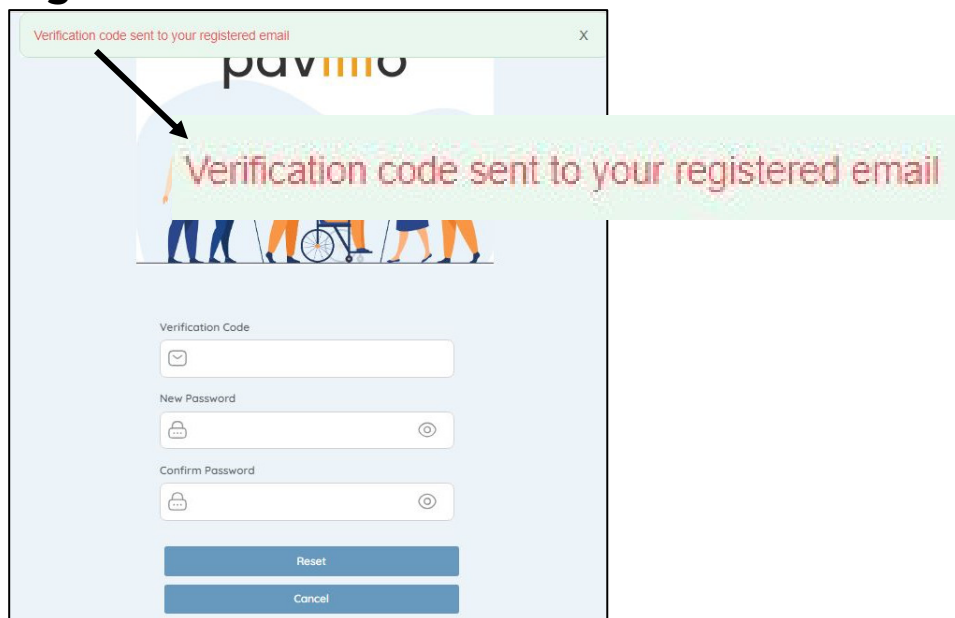 Verification code sent to your registered email X
pavillio
Verification code sent to your registered email
Verification Code
New Password
Confirm Password
Reset
Cancel